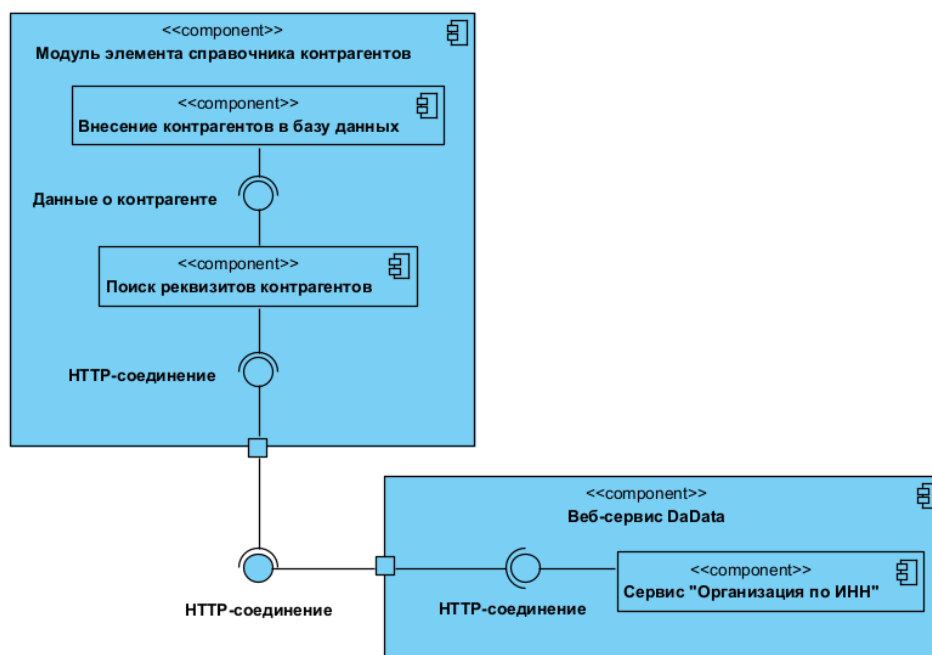 <<component>>
Модуль элемента справочника контрагентов
<<component>>
Внесение контрагентов в базу данных
Данные о контрагенте
<<component>>
Поиск реквизитов контрагентов
HTTP-соединение
<<component>>
Веб-сервис DaData
<<component>>
Сервис "Организация по ИНН"
HTTP-соединение
HTTP-соединение